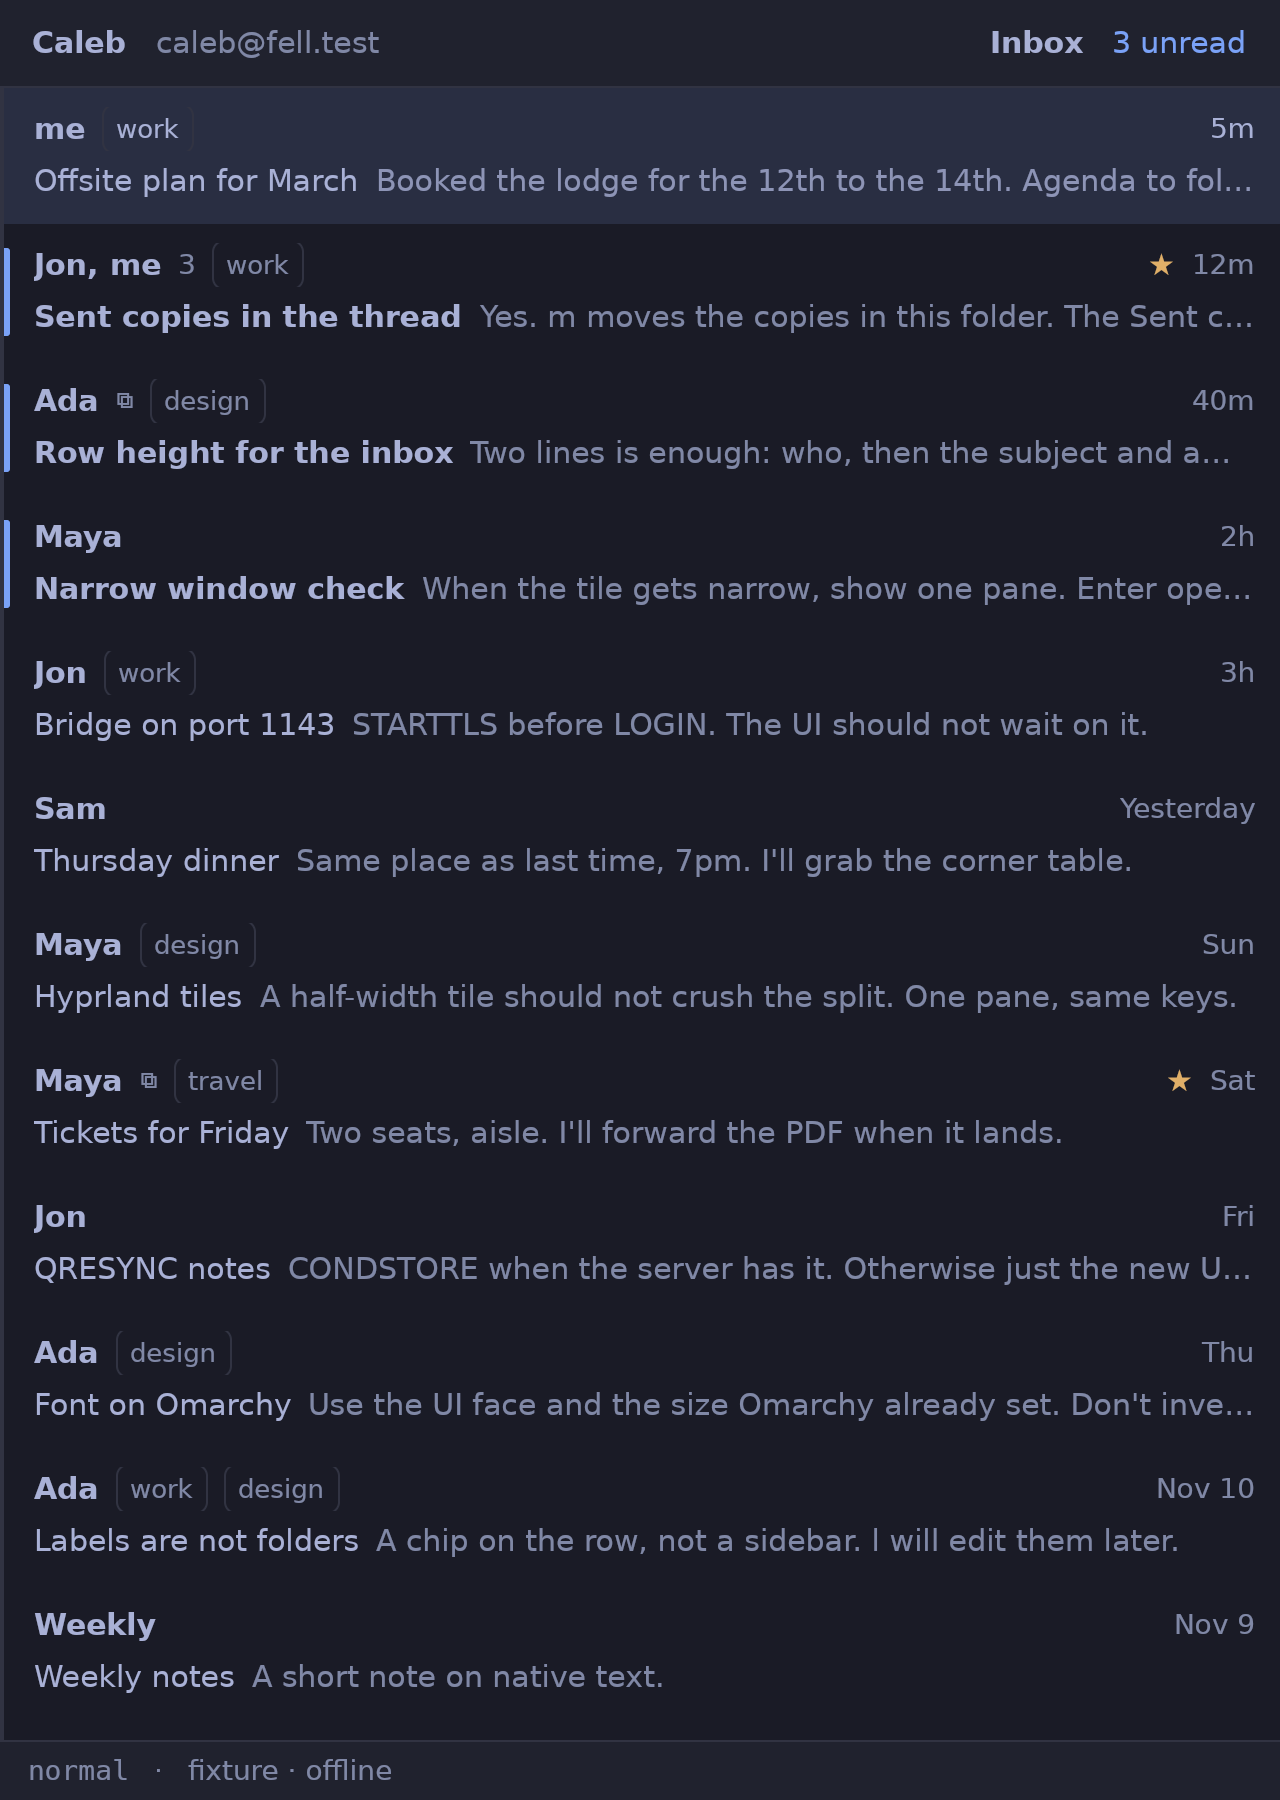 Caleb caleb@fell.test Inbox 3 unread
me work 5m
Offsite plan for March Booked the lodge for the 12th to the 14th. Agenda to fol…
Jon, me 3 work ★ 12m
Sent copies in the thread Yes. m moves the copies in this folder. The Sent c…
Ada ⧉ design 40m
Row height for the inbox Two lines is enough: who, then the subject and a…
Maya 2h
Narrow window check When the tile gets narrow, show one pane. Enter ope…
Jon work 3h
Bridge on port 1143 STARTTLS before LOGIN. The UI should not wait on it.
Sam Yesterday
Thursday dinner Same place as last time, 7pm. I'll grab the corner table.
Maya design Sun
Hyprland tiles A half-width tile should not crush the split. One pane, same keys.
Maya ⧉ travel ★ Sat
Tickets for Friday Two seats, aisle. I'll forward the PDF when it lands.
Jon Fri
QRESYNC notes CONDSTORE when the server has it. Otherwise just the new U…
Ada design Thu
Font on Omarchy Use the UI face and the size Omarchy already set. Don't inve…
Ada work design Nov 10
Labels are not folders A chip on the row, not a sidebar. l will edit them later.
Weekly Nov 9
Weekly notes A short note on native text.
normal · fixture · offline